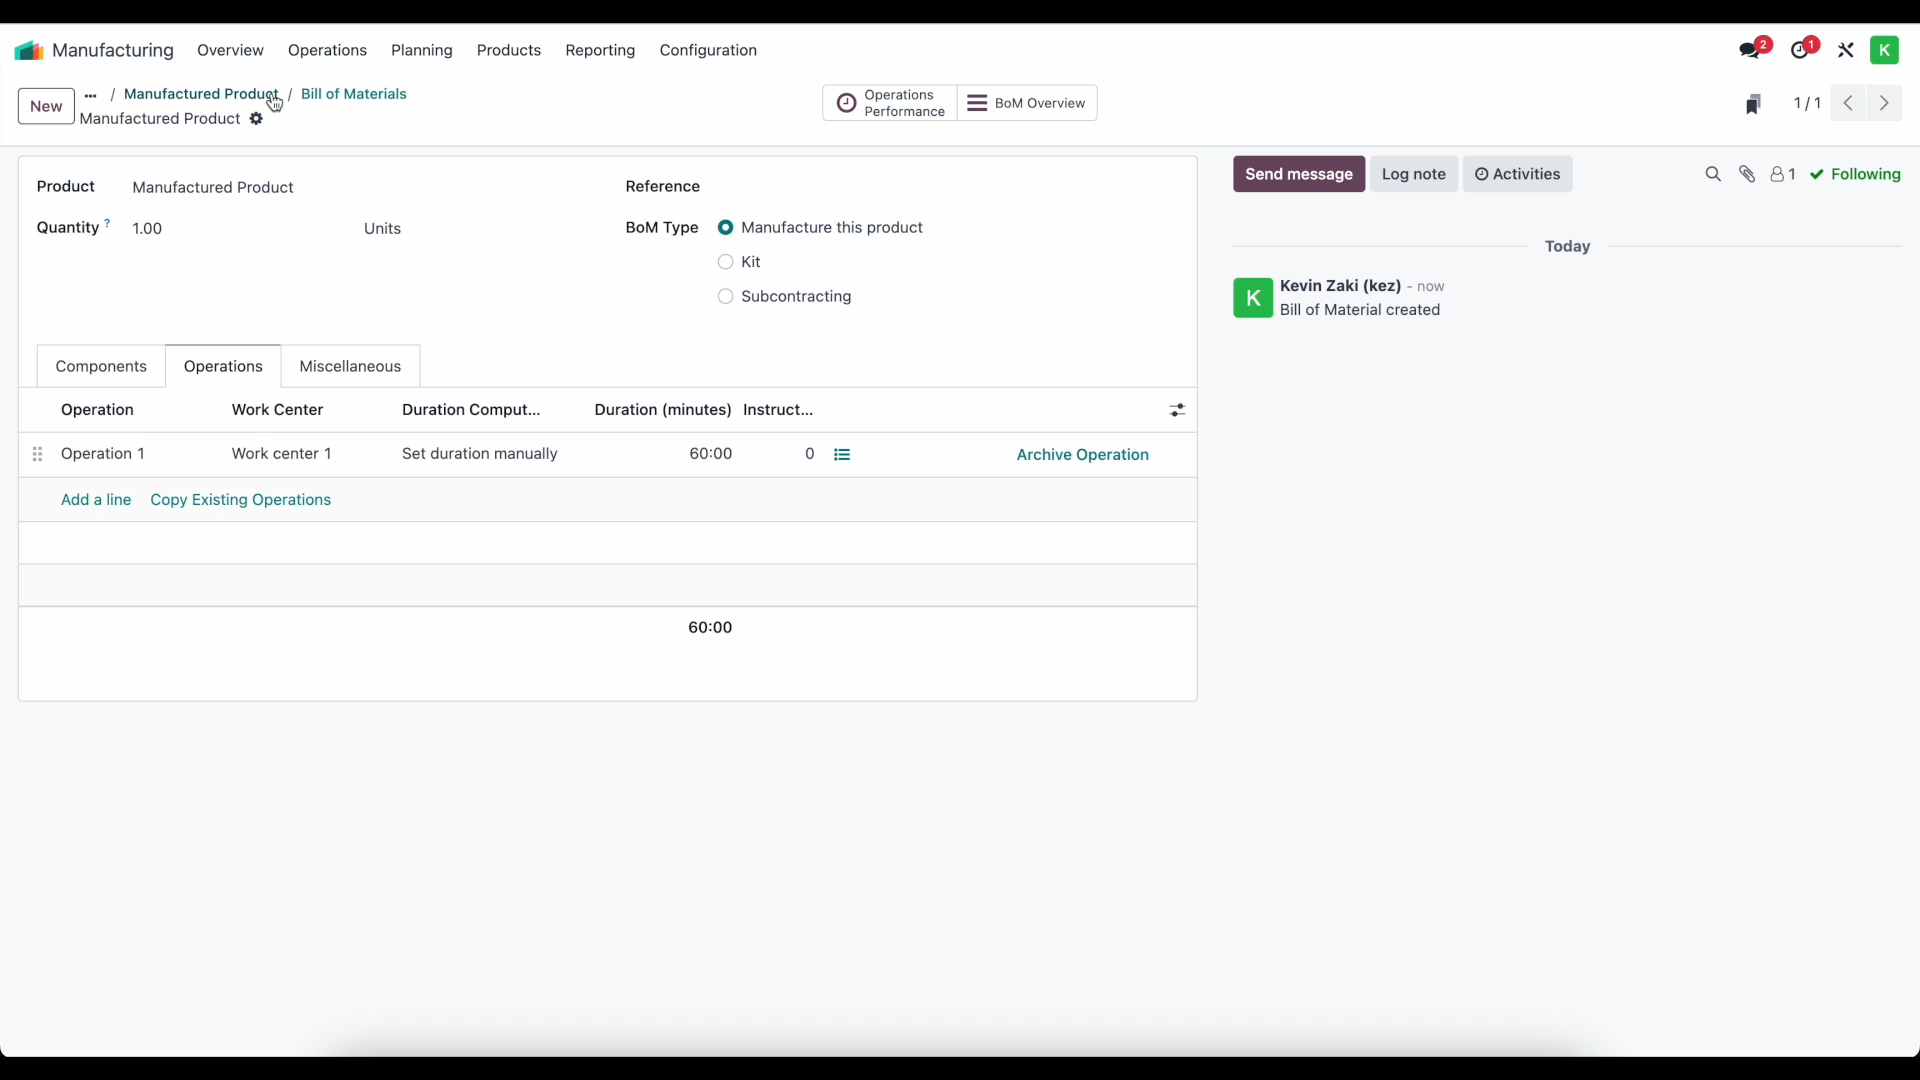 Manufacturing Overview Operations Planning Products Reporting Configuration 2 1 K
New ... / Manufactured Product / Bill of Materials
Manufactured Product
Operations Performance
BoM Overview
1 / 1
Product Manufactured Product
Quantity ? 1.00 Units
Reference
BoM Type Manufacture this product
Kit
Subcontracting
Components Operations Miscellaneous
Operation Work Center Duration Comput... Duration (minutes) Instruct...
Operation 1 Work center 1 Set duration manually 60:00 0 Archive Operation
Add a line Copy Existing Operations
60:00
Send message Log note Activities 1 Following
Today
K Kevin Zaki (kez) - now
Bill of Material created